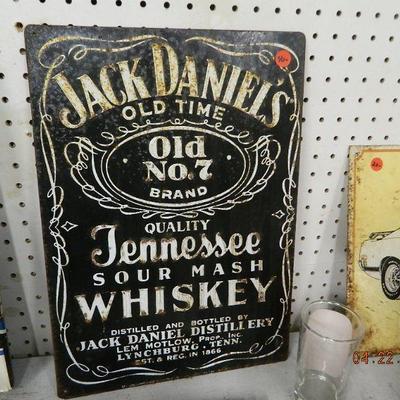 JACK DANIEL'S
OLD TIME
Old
No. 7
BRAND
QUALITY
Tennessee
SOUR MASH
WHISKEY
DISTILLED AND BOTTLED BY
JACK DANIEL DISTILLERY
LEM MOTLOW, PROP., INC.
LYNCHBURG, TENN.
EST. & REG. IN 1866
04.22.